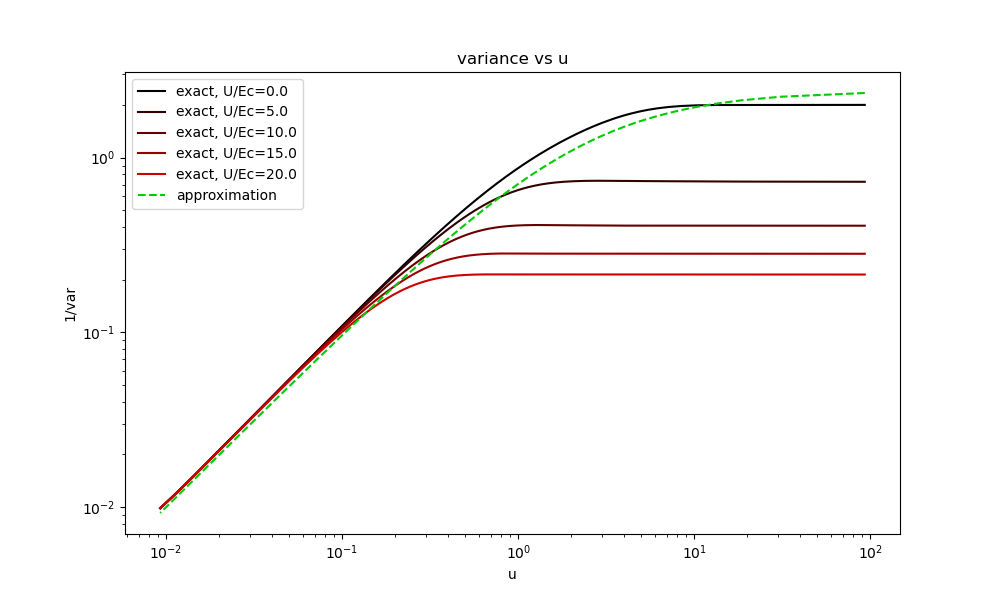 variance vs u
exact, U/Ec=0.0
exact, U/Ec=5.0
exact, U/Ec=10.0
exact, U/Ec=15.0
exact, U/Ec=20.0
approximation
1/var
10⁰
10⁻¹
10⁻²
10⁻² 10⁻¹ 10⁰ 10¹ 10²
u